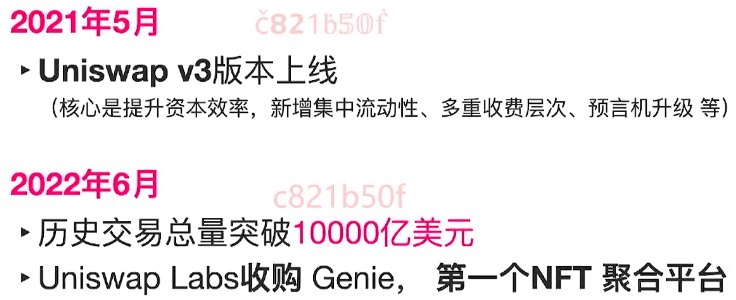 2021年5月 č821b50ḟ
▸Uniswap v3版本上线
（核心是提升资本效率，新增集中流动性、多重收费层次、预言机升级 等）
2022年6月
c821b50f
▸历史交易总量突破10000亿美元
▸Uniswap Labs收购 Genie， 第一个NFT 聚合平台